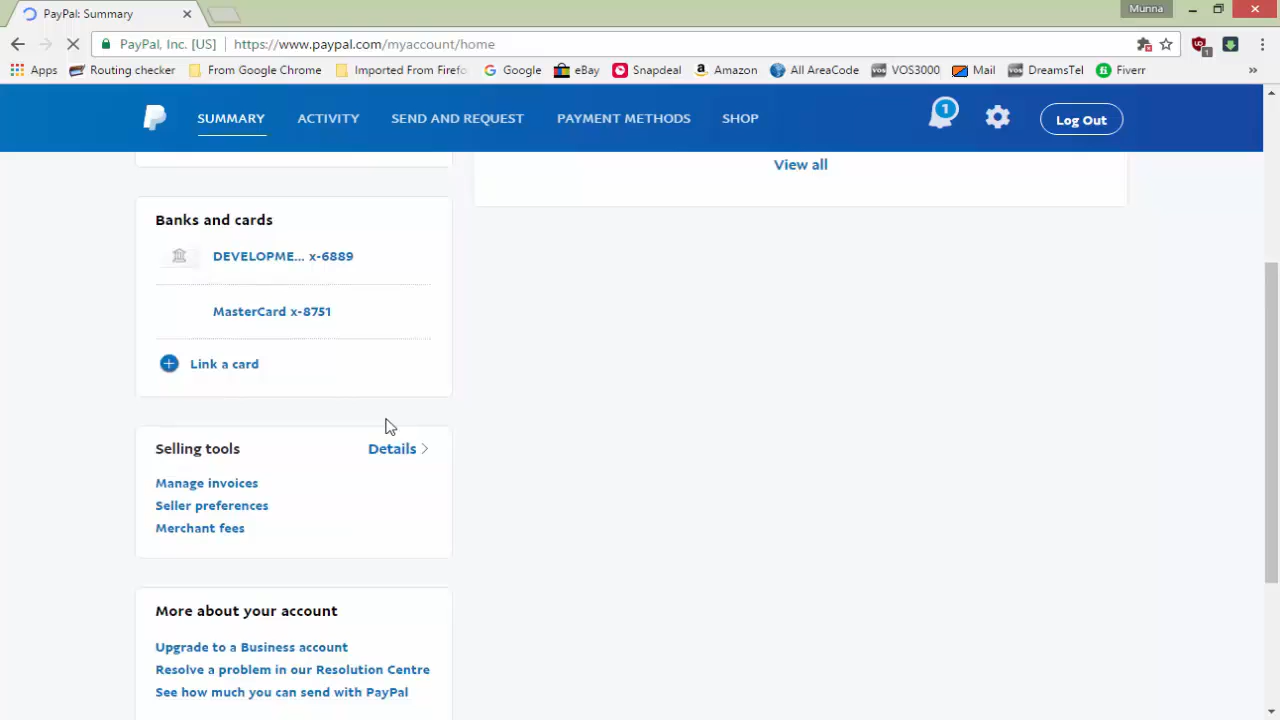 PayPal: Summary
Munna
PayPal, Inc. [US]
https://www.paypal.com/myaccount/home
Apps
Routing checker
From Google Chrome
Imported From Firefo
Google
eBay
Snapdeal
Amazon
All AreaCode
VOS3000
Mail
DreamsTel
Fiverr
SUMMARY
ACTIVITY
SEND AND REQUEST
PAYMENT METHODS
SHOP
1
Log Out
View all
Banks and cards
DEVELOPME... x-6889
MasterCard x-8751
Link a card
Selling tools
Details
Manage invoices
Seller preferences
Merchant fees
More about your account
Upgrade to a Business account
Resolve a problem in our Resolution Centre
See how much you can send with PayPal